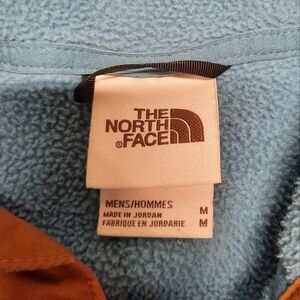 THE
NORTH
®FACE
MENS/HOMMES
MADE IN JORDAN M
FABRIQUE EN JORDANIE M